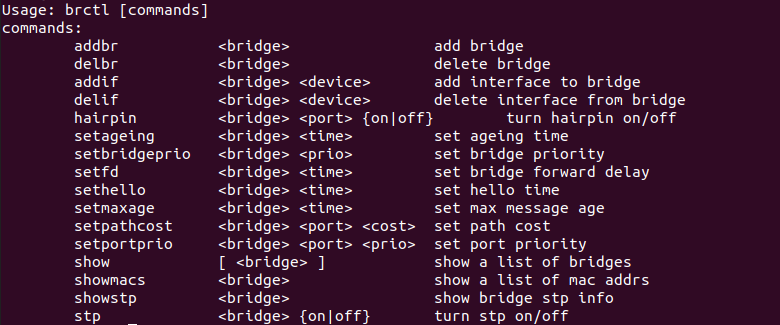 Usage: brctl [commands]
commands:
        addbr           <bridge>                add bridge
        delbr           <bridge>                delete bridge
        addif           <bridge> <device>       add interface to bridge
        delif           <bridge> <device>       delete interface from bridge
        hairpin         <bridge> <port> {on|off}        turn hairpin on/off
        setageing       <bridge> <time>         set ageing time
        setbridgeprio   <bridge> <prio>         set bridge priority
        setfd           <bridge> <time>         set bridge forward delay
        sethello        <bridge> <time>         set hello time
        setmaxage       <bridge> <time>         set max message age
        setpathcost     <bridge> <port> <cost>  set path cost
        setportprio     <bridge> <port> <prio>  set port priority
        show            [ <bridge> ]            show a list of bridges
        showmacs        <bridge>                show a list of mac addrs
        showstp         <bridge>                show bridge stp info
        stp             <bridge> {on|off}       turn stp on/off